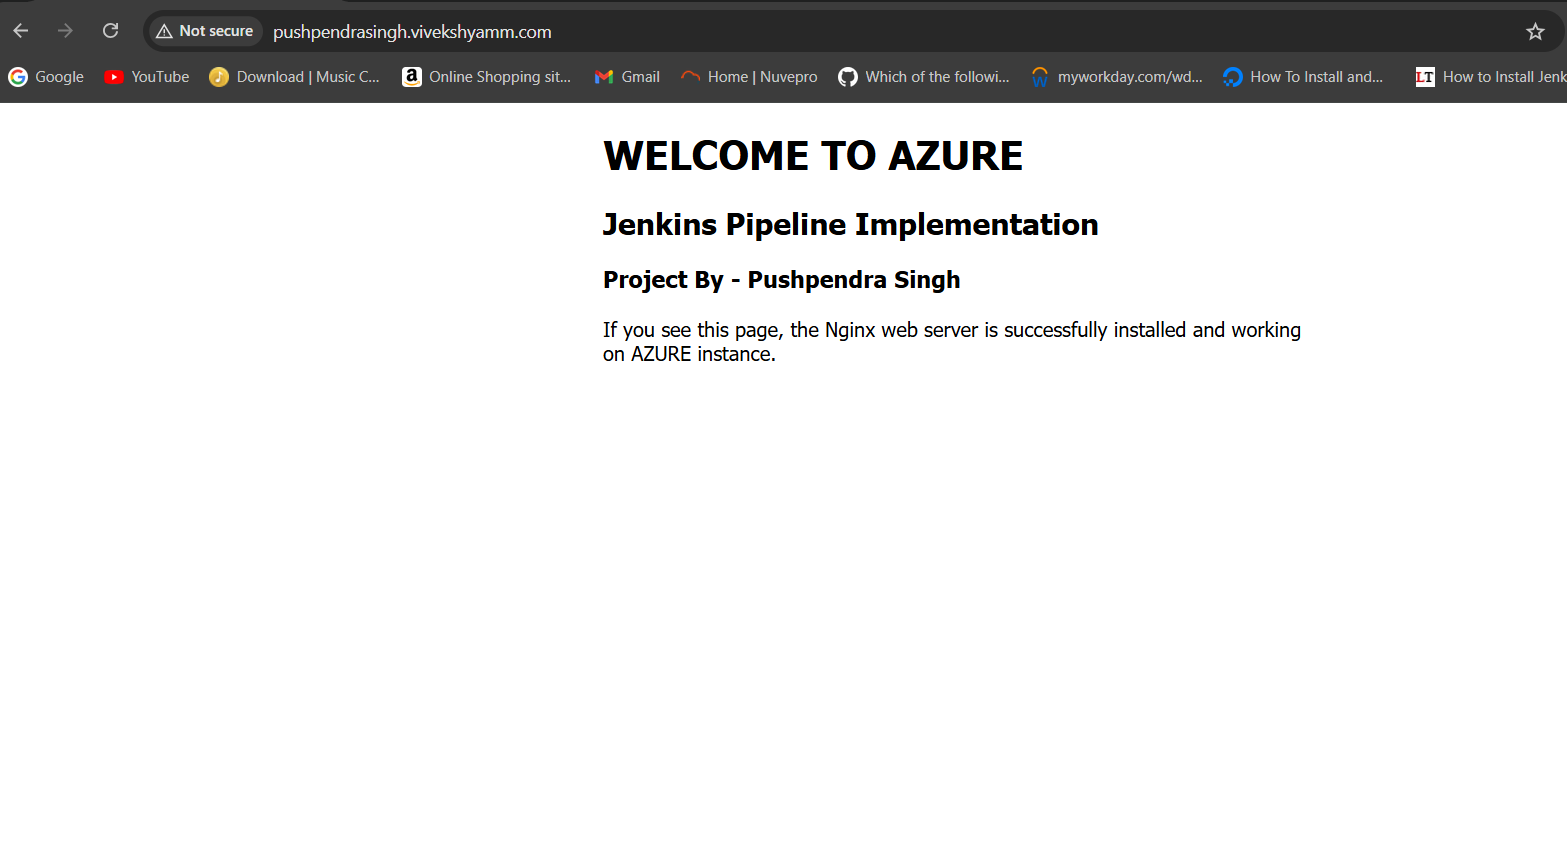 Not secure
pushpendrasingh.vivekshyamm.com
Google
YouTube
Download | Music C...
Online Shopping sit...
Gmail
Home | Nuvepro
Which of the followi...
myworkday.com/wd...
How To Install and...
LT
How to Install Jenk
WELCOME TO AZURE
Jenkins Pipeline Implementation
Project By - Pushpendra Singh
If you see this page, the Nginx web server is successfully installed and working
on AZURE instance.